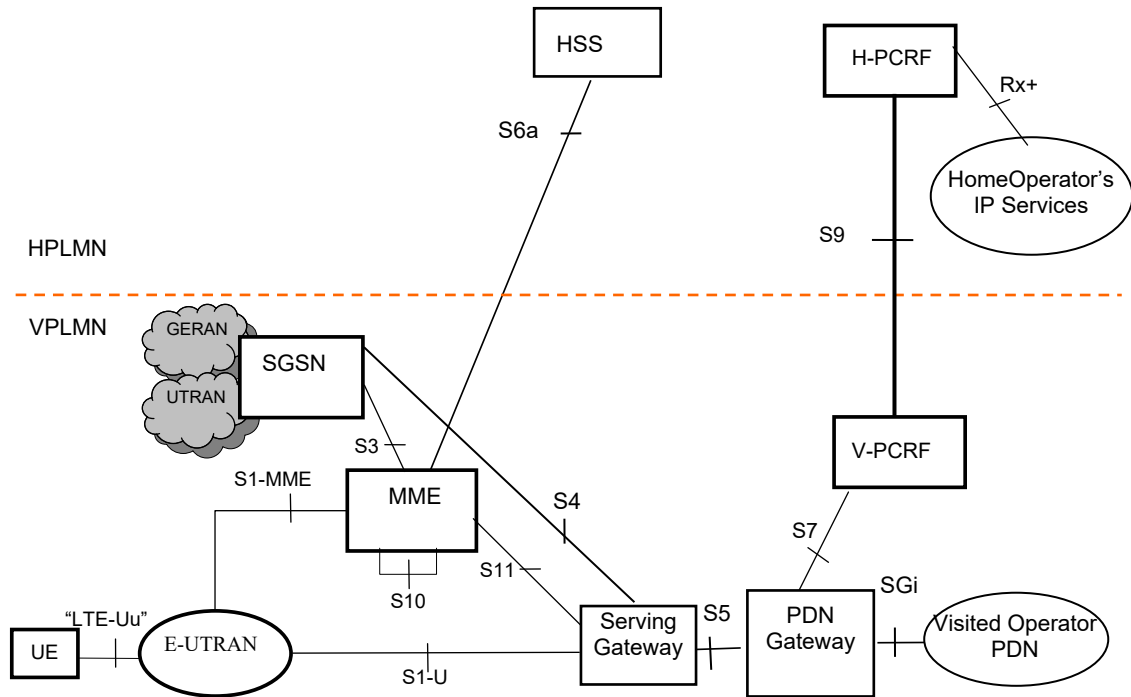 HSS
H-PCRF
Rx+
S6a
HomeOperator's
IP Services
S9
HPLMN
VPLMN
GERAN
SGSN
UTRAN
S3
V-PCRF
S1-MME
MME
S4
S7
S11
S10
SGi
“LTE-Uu”
UE
E-UTRAN
S1-U
Serving
Gateway
S5
PDN
Gateway
Visited Operator
PDN